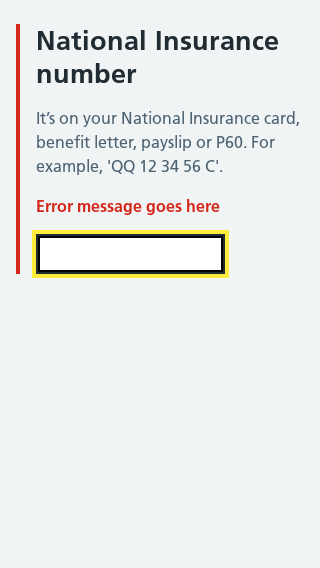 National Insurance
number
It’s on your National Insurance card,
benefit letter, payslip or P60. For
example, 'QQ 12 34 56 C'.
Error message goes here